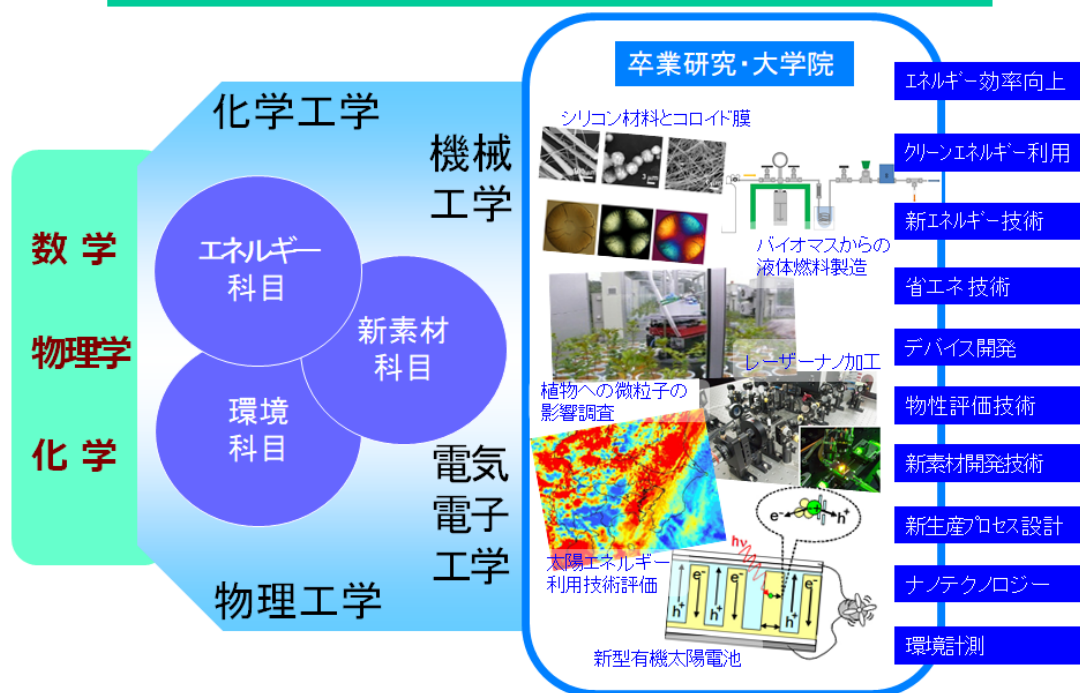 数 学
物理学
化 学
化学工学
機械
工学
エネルギー
科目
新素材
科目
環境
科目
電気
電子
工学
物理工学
卒業研究・大学院
シリコン材料とコロイド膜
バイオマスからの
液体燃料製造
レーザーナノ加工
植物への微粒子の
影響調査
太陽エネルギー
利用技術評価
e⁻
h⁺
hν
e⁻
e⁻
e⁻
h⁺
h⁺
h⁺
新型有機太陽電池
エネルギー効率向上
クリーンエネルギー利用
新エネルギー技術
省エネ技術
デバイス開発
物性評価技術
新素材開発技術
新生産プロセス設計
ナノテクノロジー
環境計測